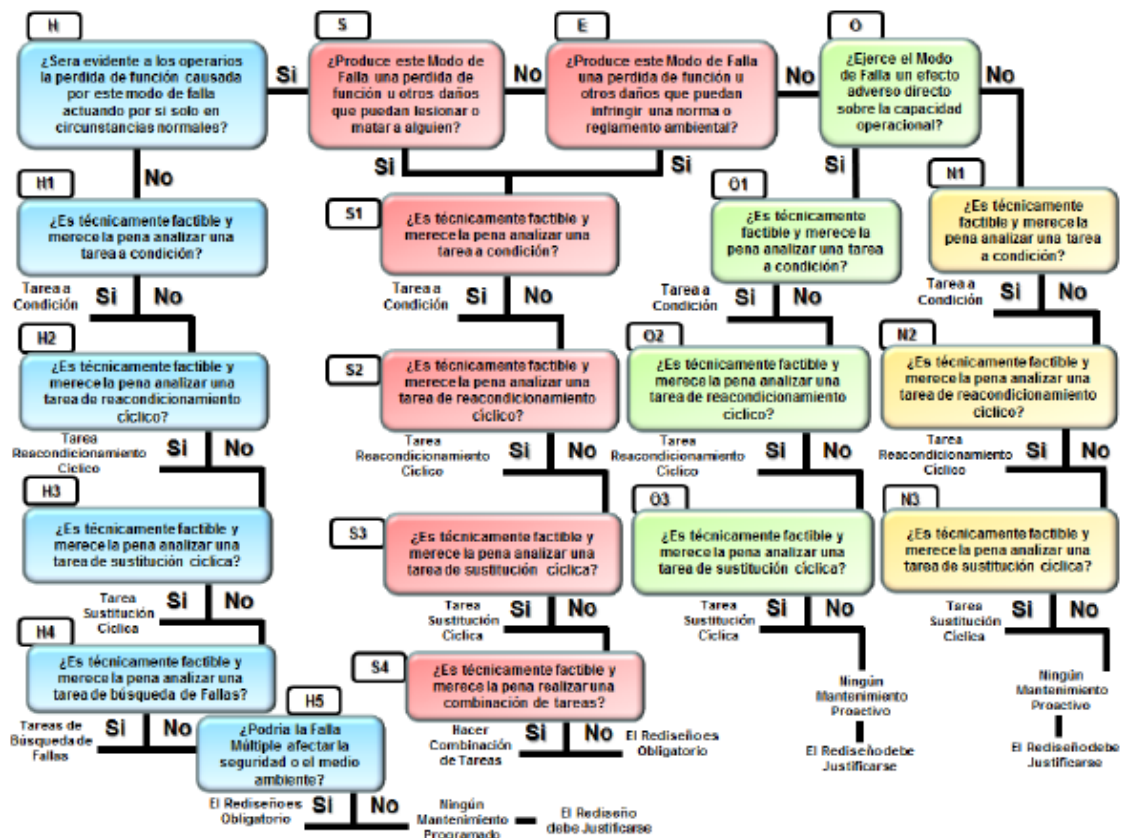 H
¿Sera evidente a los operarios
la perdida de función causada
por este modo de falla
actuando por si solo en
circunstancias normales?
Si
No
S
¿Produce este Modo de
Falla una perdida de
función u otros daños
que puedan lesionar o
matar a alguien?
No
Si
E
¿Produce este Modo de Falla
una perdida de función u
otros daños que puedan
infringir una norma o
reglamento ambiental?
No
Si
O
¿Ejerce el Modo
de Falla un efecto
adverso directo
sobre la capacidad
operacional?
No
Si
H1
¿Es técnicamente factible y
merece la pena analizar una
tarea a condición?
Tarea a
Condición
Si
No
S1
¿Es técnicamente factible y
merece la pena analizar una
tarea a condición?
Tarea a
Condición
Si
No
O1
¿Es técnicamente
factible y merece la
pena analizar una tarea
a condición?
Tarea a
Condición
Si
No
N1
¿Es técnicamente
factible y merece la
pena analizar una tarea
a condición?
Tarea a
Condición
Si
No
H2
¿Es técnicamente factible y
merece la pena analizar una
tarea de reacondicionamiento
cíclico?
Tarea
Reacondicionamiento
Cíclico
Si
No
S2
¿Es técnicamente factible y
merece la pena analizar una
tarea de reacondicionamiento
cíclico?
Tarea
Reacondicionamiento
Cíclico
Si
No
O2
¿Es técnicamente factible y
merece la pena analizar una
tarea de reacondicionamiento
cíclico?
Tarea
Reacondicionamiento
Cíclico
Si
No
N2
¿Es técnicamente factible y
merece la pena analizar una
tarea de reacondicionamiento
cíclico?
Tarea
Reacondicionamiento
Cíclico
Si
No
H3
¿Es técnicamente factible y
merece la pena analizar una
tarea de sustitución cíclica?
Tarea
Sustitución
Cíclica
Si
No
S3
¿Es técnicamente factible y
merece la pena analizar una
tarea de sustitución cíclica?
Tarea
Sustitución
Cíclica
Si
No
O3
¿Es técnicamente factible y
merece la pena analizar una
tarea de sustitución cíclica?
Tarea
Sustitución
Cíclica
Si
No
Ningún
Mantenimiento
Proactivo
El Rediseño debe
Justificarse
N3
¿Es técnicamente factible y
merece la pena analizar una
tarea de sustitución cíclica?
Tarea
Sustitución
Cíclica
Si
No
Ningún
Mantenimiento
Proactivo
El Rediseño debe
Justificarse
H4
¿Es técnicamente factible y
merece la pena analizar una
tarea de búsqueda de Fallas?
Tareas de
Búsqueda de
Fallas
Si
No
S4
¿Es técnicamente factible y
merece la pena realizar una
combinación de tareas?
Hacer
Combinación
de Tareas
Si
No
El Rediseño es
Obligatorio
H5
¿Podría la Falla
Múltiple afectar la
seguridad o el medio
ambiente?
El Rediseño es
Obligatorio
Si
No
Ningún
Mantenimiento
Programado
El Rediseño
debe Justificarse